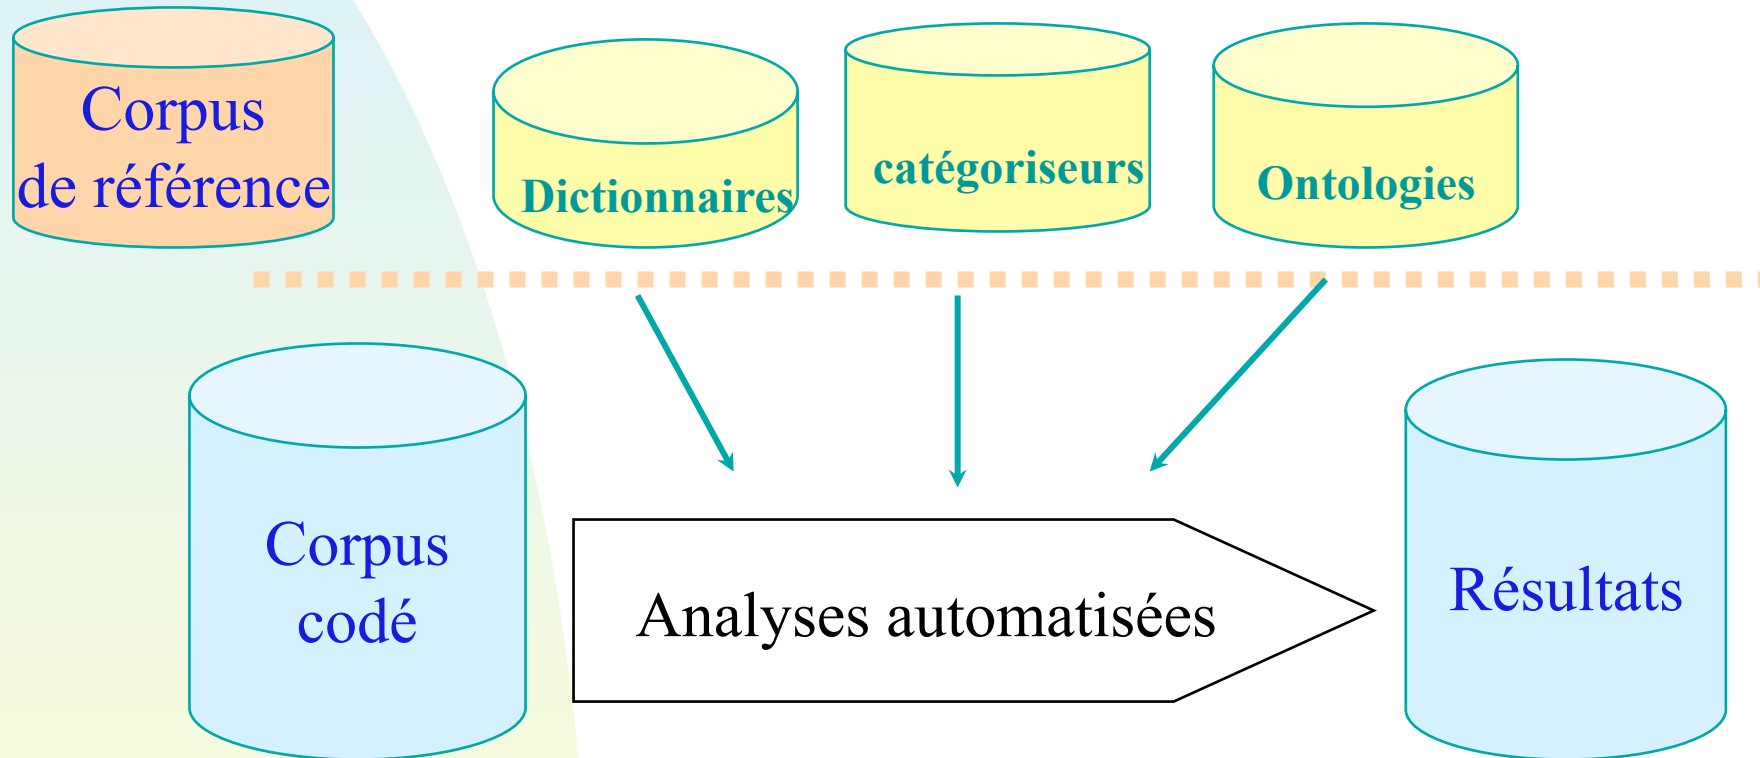 Corpus
de référence
Dictionnaires
catégoriseurs
Ontologies
Corpus
codé
Analyses automatisées
Résultats